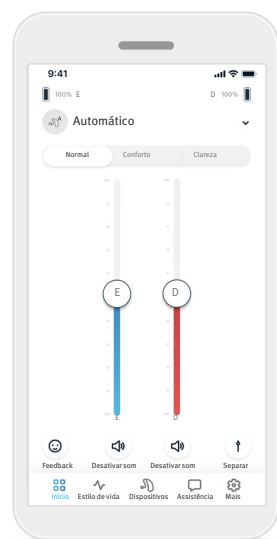 9:41
100% E D 100%
Automático
Normal Conforto Clareza
E D
E D
Feedback Desativar som Desativar som Separar
Início Estilo de vida Dispositivos Assistência Mais